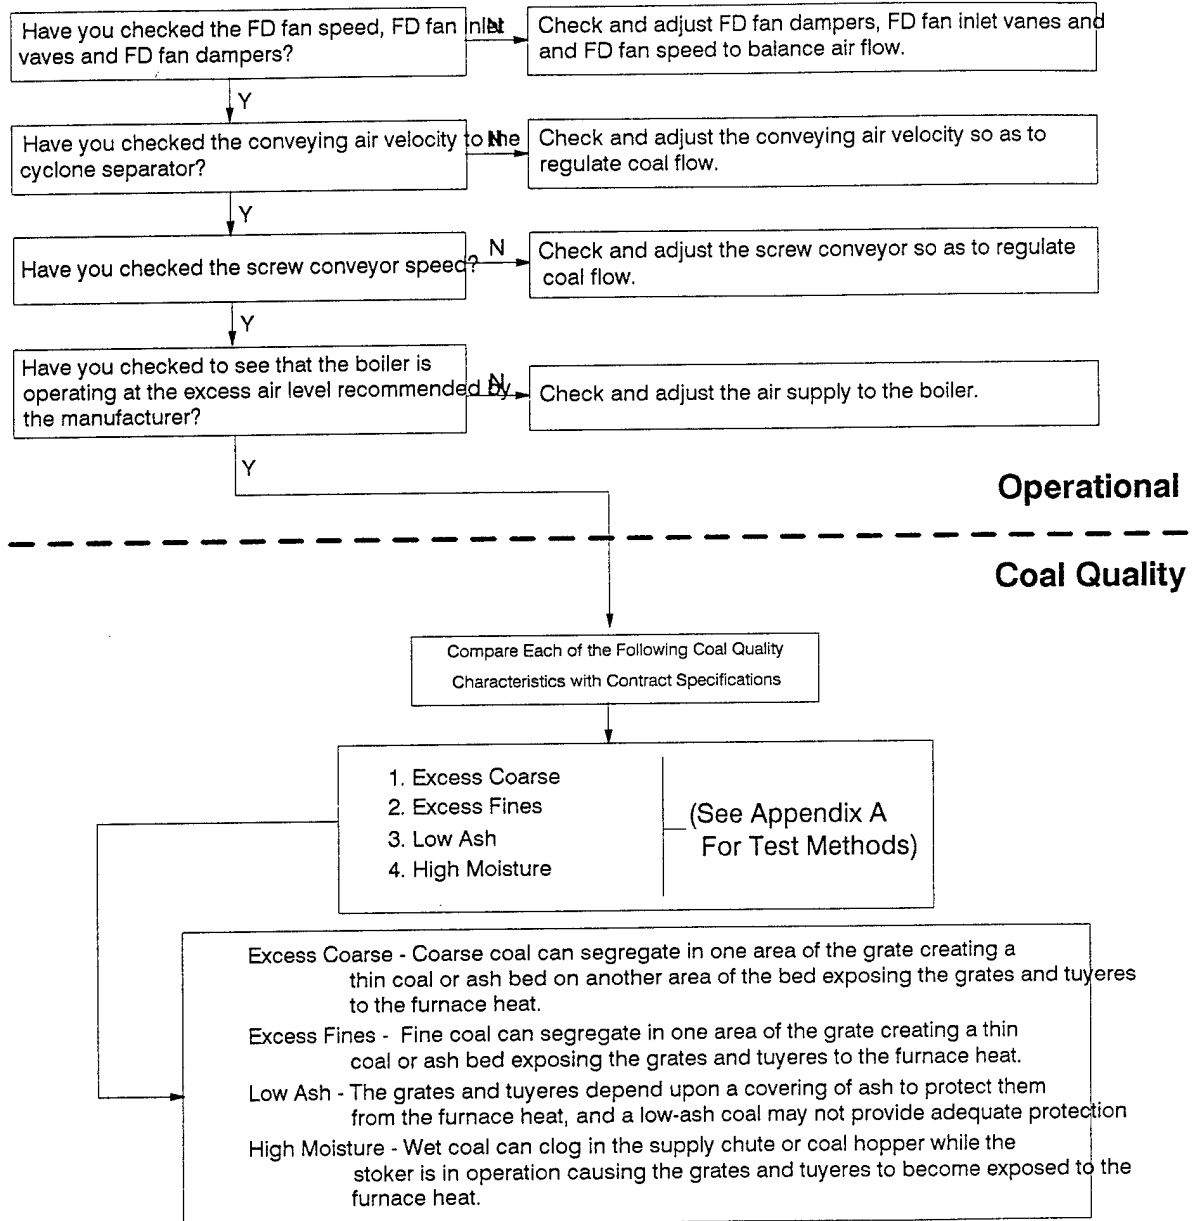 Have you checked the FD fan speed, FD fan inlet
vaves and FD fan dampers?
N
Check and adjust FD fan dampers, FD fan inlet vanes and
and FD fan speed to balance air flow.
Y
Have you checked the conveying air velocity to the
cyclone separator?
N
Check and adjust the conveying air velocity so as to
regulate coal flow.
Y
Have you checked the screw conveyor speed?
N
Check and adjust the screw conveyor so as to regulate
coal flow.
Y
Have you checked to see that the boiler is
operating at the excess air level recommended by
the manufacturer?
N
Check and adjust the air supply to the boiler.
Y
Operational
Coal Quality
Compare Each of the Following Coal Quality
Characteristics with Contract Specifications
1. Excess Coarse
2. Excess Fines
3. Low Ash
4. High Moisture
(See Appendix A
For Test Methods)
Excess Coarse - Coarse coal can segregate in one area of the grate creating a
thin coal or ash bed on another area of the bed exposing the grates and tuyeres
to the furnace heat.
Excess Fines - Fine coal can segregate in one area of the grate creating a thin
coal or ash bed exposing the grates and tuyeres to the furnace heat.
Low Ash - The grates and tuyeres depend upon a covering of ash to protect them
from the furnace heat, and a low-ash coal may not provide adequate protection
High Moisture - Wet coal can clog in the supply chute or coal hopper while the
stoker is in operation causing the grates and tuyeres to become exposed to the
furnace heat.